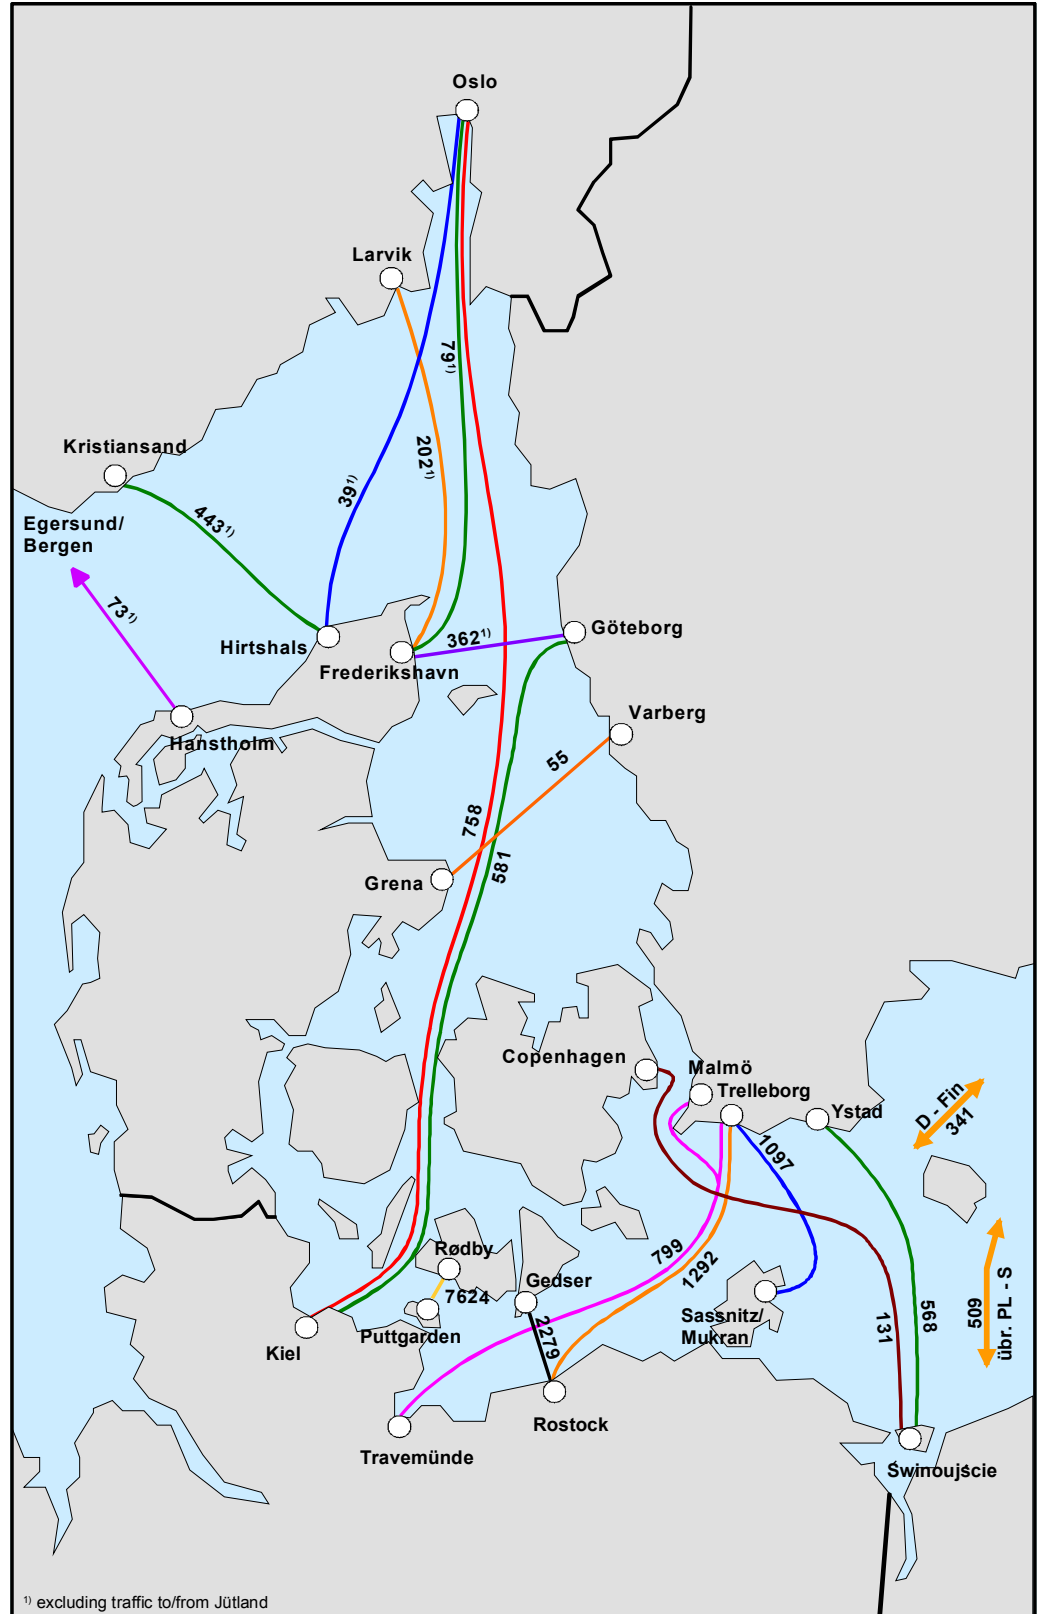 Oslo
Larvik
79¹⁾
202¹⁾
Kristiansand
39¹⁾
443¹⁾
Egersund/
Bergen
73¹⁾
Hirtshals
362¹⁾
Göteborg
Frederikshavn
Varberg
Hanstholm
55
758
581
Grena
Copenhagen
Malmö
Trelleborg
Ystad
D - Fin
341
1097
799
1292
Rødby
Gedser
7624
Puttgarden
2279
Sassnitz/
Mukran
131
568
509
übr. PL - S
Kiel
Rostock
Travemünde
Świnoujście
¹⁾ excluding traffic to/from Jütland